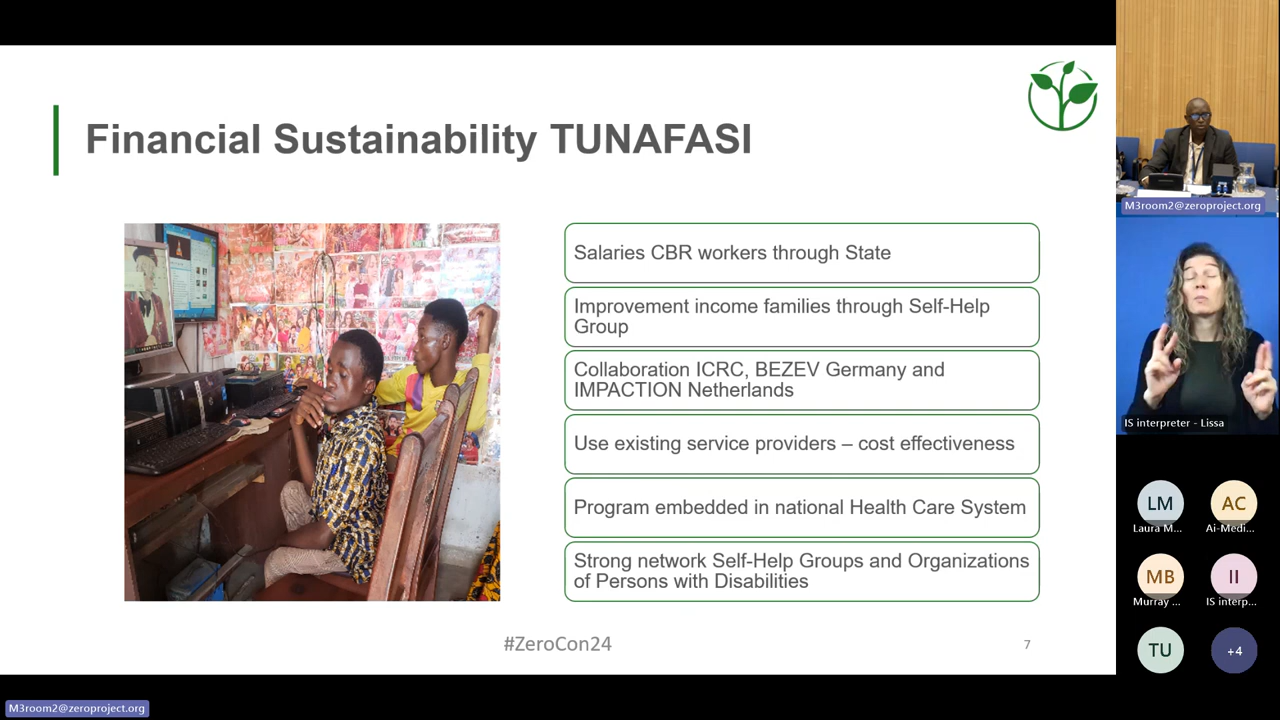 Financial Sustainability TUNAFASI
Salaries CBR workers through State
Improvement income families through Self-Help
Group
Collaboration ICRC, BEZEV Germany and
IMPACTION Netherlands
Use existing service providers – cost effectiveness
Program embedded in national Health Care System
Strong network Self-Help Groups and Organizations
of Persons with Disabilities
#ZeroCon24
7
M3room2@zeroproject.org
IS interpreter - Lissa
LM
Laura M...
AC
Ai-Medi...
MB
Murray ...
II
IS interp...
TU
+4
M3room2@zeroproject.org